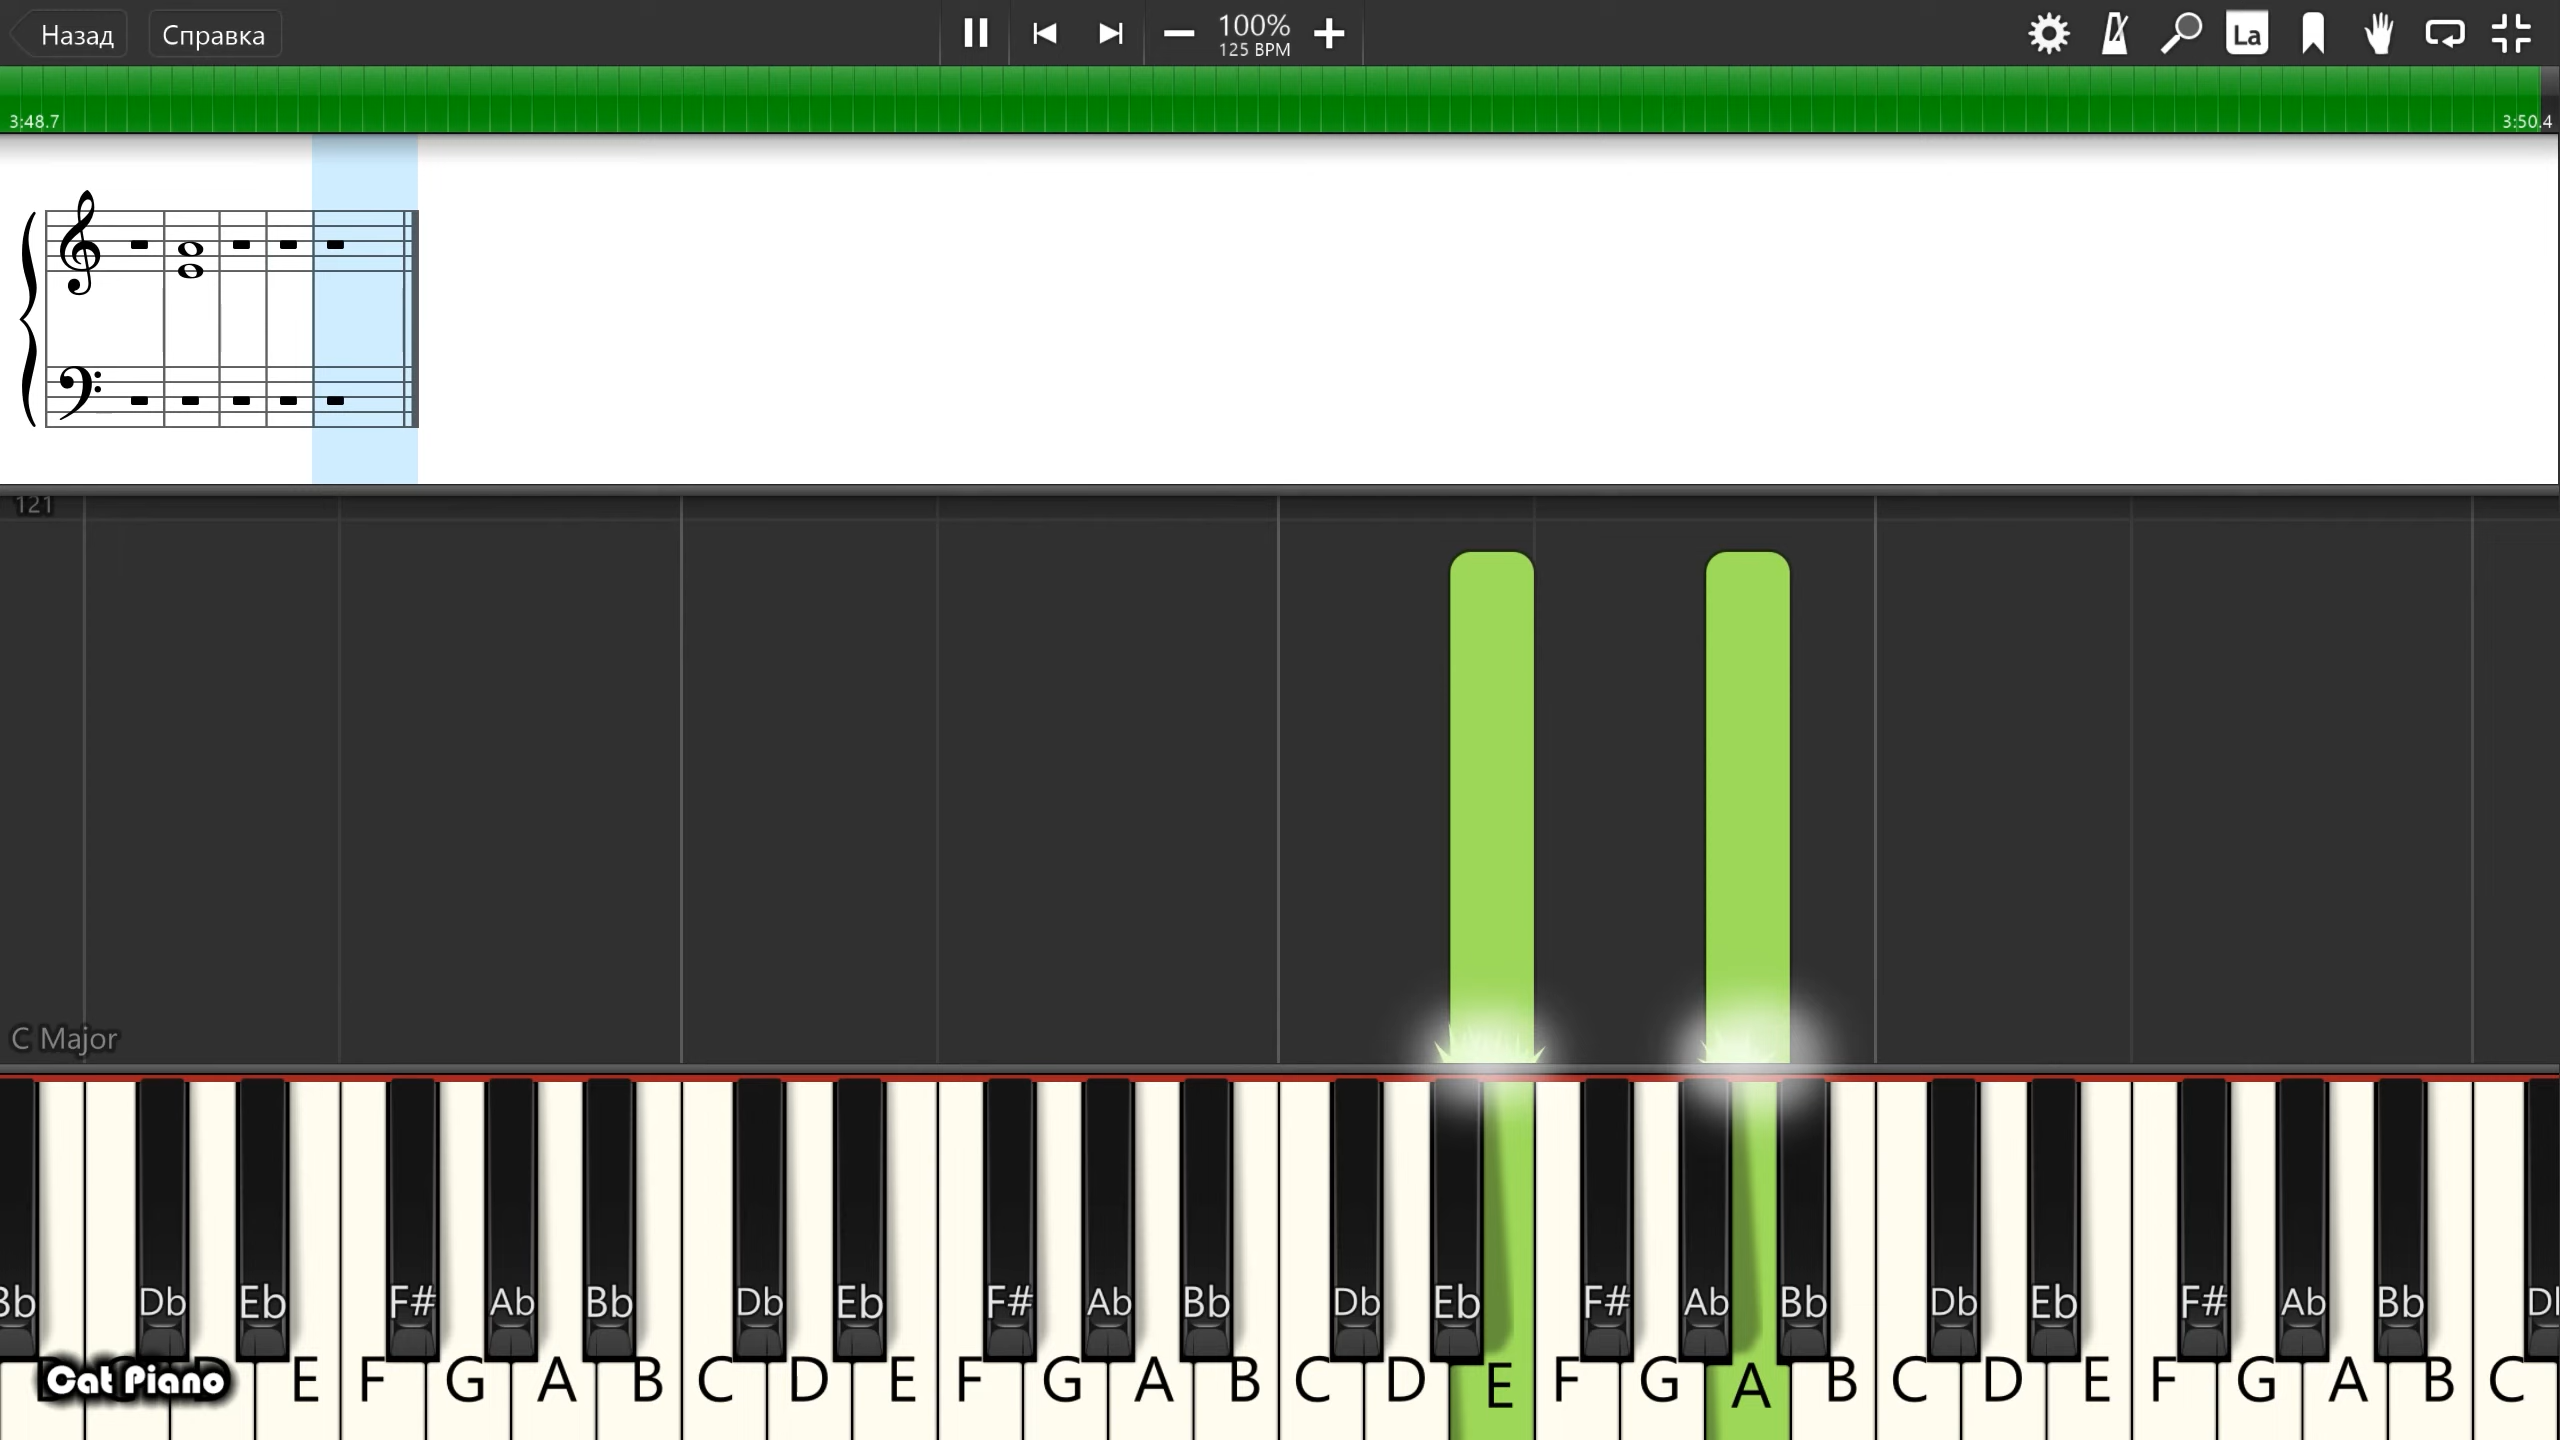 Назад Справка 100% La
125 BPM
3:48.7 3:50.4
121
C Major
Bb Db Eb F# Ab Bb Db Eb F# Ab Bb Db Eb F# Ab Bb Db Eb F# Ab Bb
Cat Piano E F G A B C D E F G A B C D E F G A B C D E F G A B C